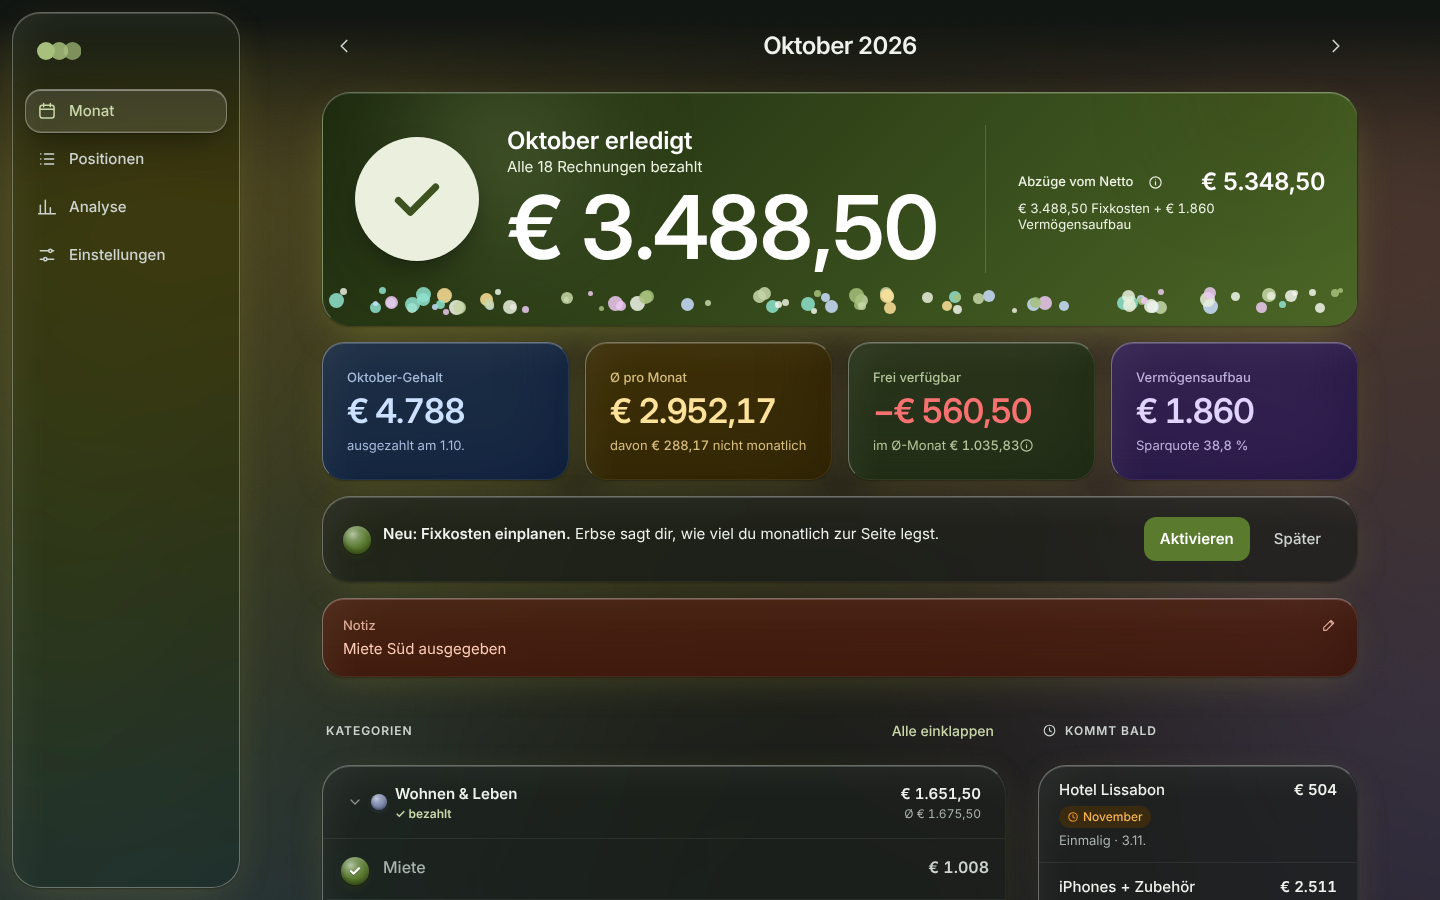 Oktober 2026
Monat
Positionen
Analyse
Einstellungen
Oktober erledigt
Alle 18 Rechnungen bezahlt
€ 3.488,50
Abzüge vom Netto
€ 5.348,50
€ 3.488,50 Fixkosten + € 1.860
Vermögensaufbau
Oktober-Gehalt
€ 4.788
ausgezahlt am 1.10.
Ø pro Monat
€ 2.952,17
davon € 288,17 nicht monatlich
Frei verfügbar
–€ 560,50
im Ø-Monat € 1.035,83
Vermögensaufbau
€ 1.860
Sparquote 38,8 %
Neu: Fixkosten einplanen. Erbse sagt dir, wie viel du monatlich zur Seite legst.
Aktivieren
Später
Notiz
Miete Süd ausgegeben
KATEGORIEN
Alle einklappen
Wohnen & Leben
€ 1.651,50
bezahlt
Ø € 1.675,50
Miete
€ 1.008
KOMMT BALD
Hotel Lissabon
€ 504
November
Einmalig · 3.11.
iPhones + Zubehör
€ 2.511